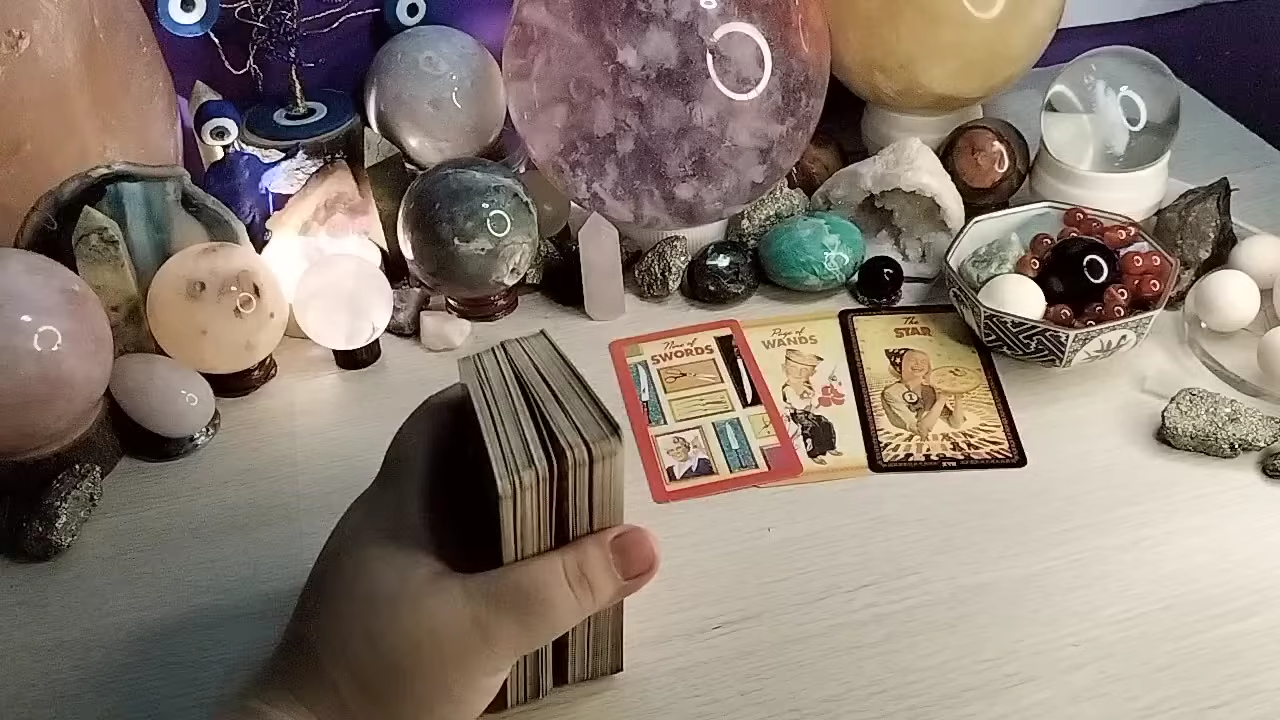 Nine of
SWORDS
Page of
WANDS
The
STAR